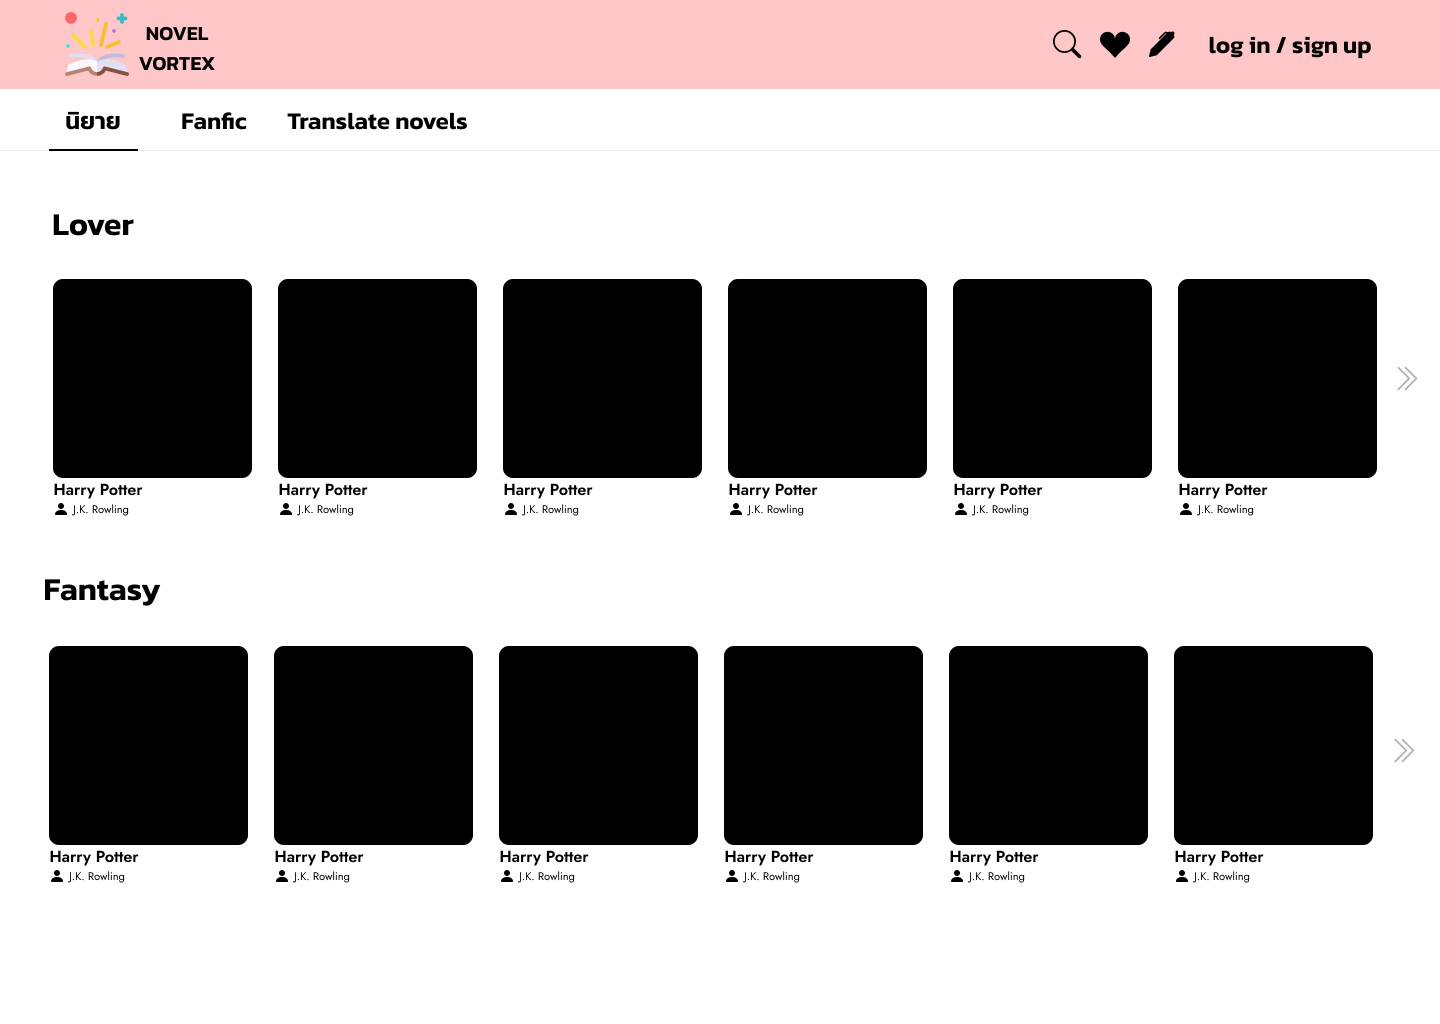 NOVEL
VORTEX
log in / sign up
นิยาย Fanfic Translate novels
Lover
Harry Potter Harry Potter Harry Potter Harry Potter Harry Potter Harry Potter
J.K. Rowling J.K. Rowling J.K. Rowling J.K. Rowling J.K. Rowling J.K. Rowling
Fantasy
Harry Potter Harry Potter Harry Potter Harry Potter Harry Potter Harry Potter
J.K. Rowling J.K. Rowling J.K. Rowling J.K. Rowling J.K. Rowling J.K. Rowling